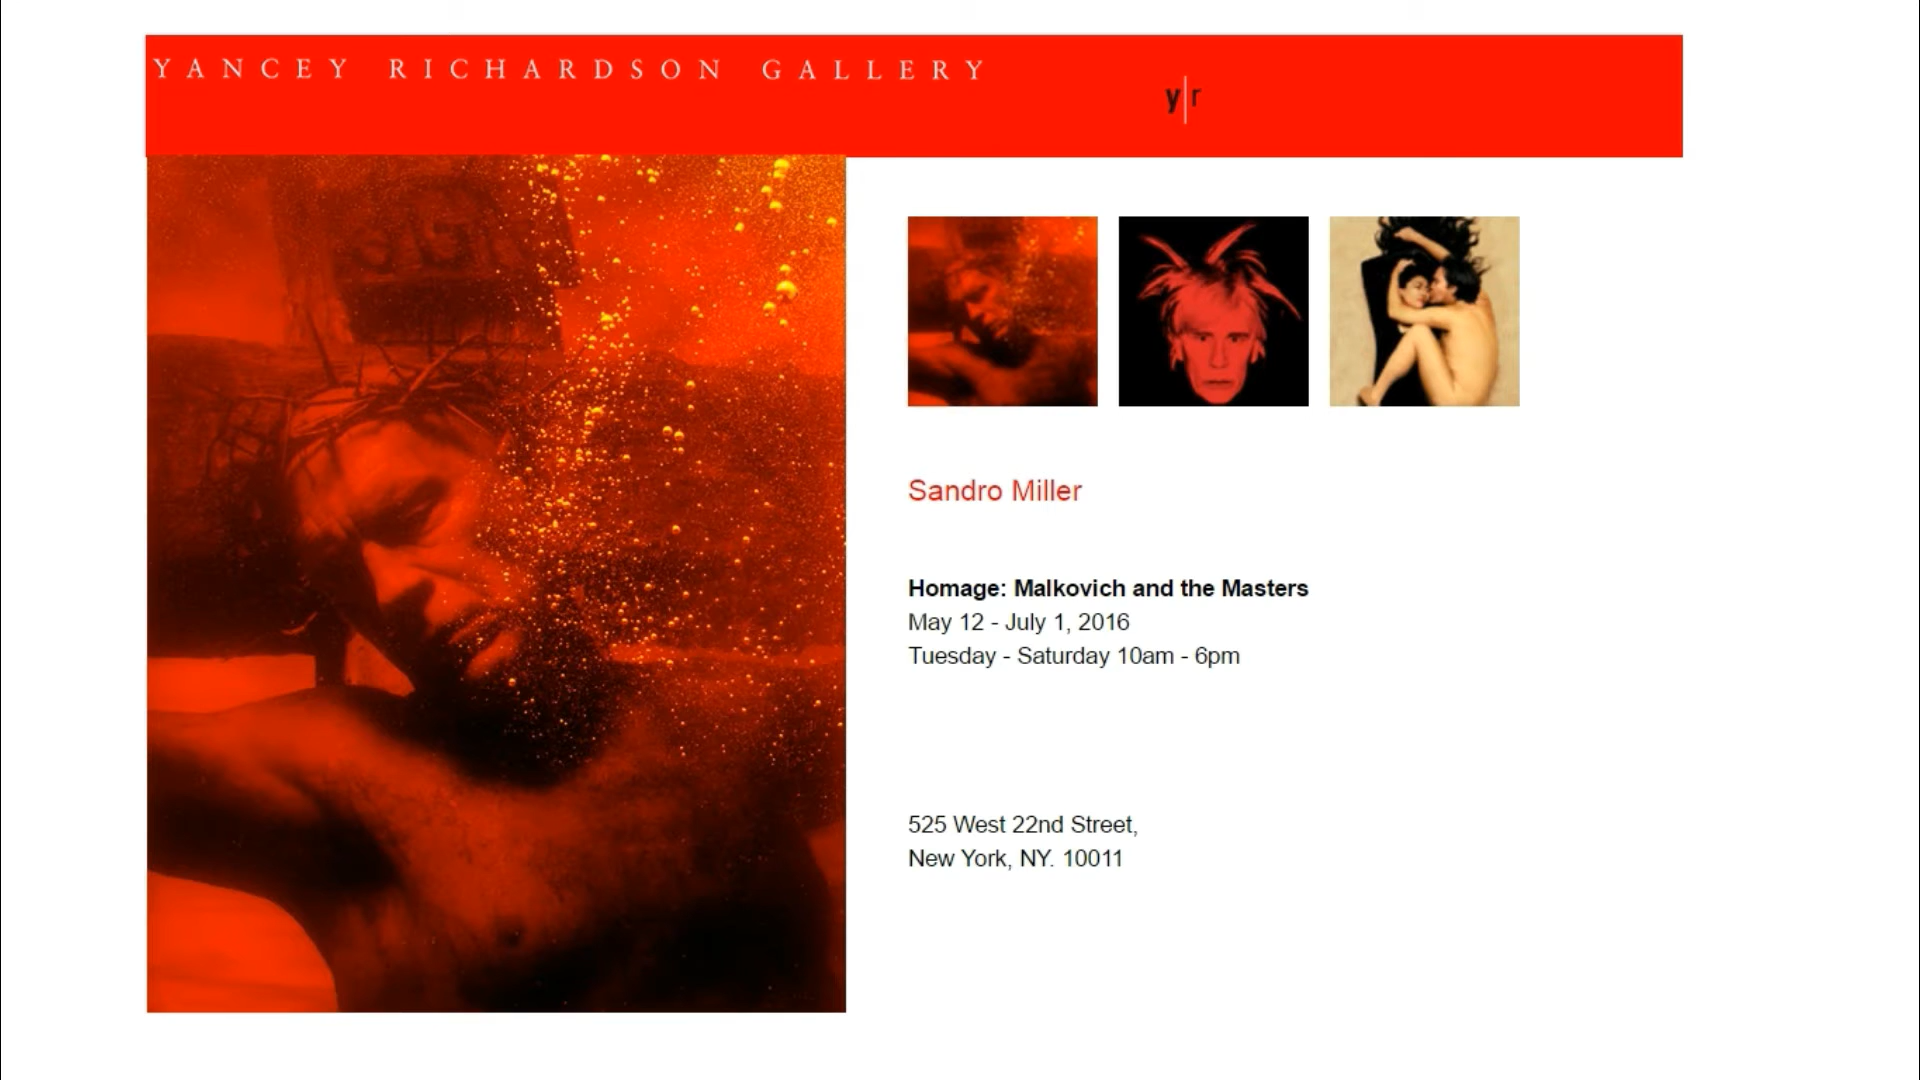 YANCEY RICHARDSON GALLERY
y|r
Sandro Miller
Homage: Malkovich and the Masters
May 12 - July 1, 2016
Tuesday - Saturday 10am - 6pm
525 West 22nd Street,
New York, NY. 10011